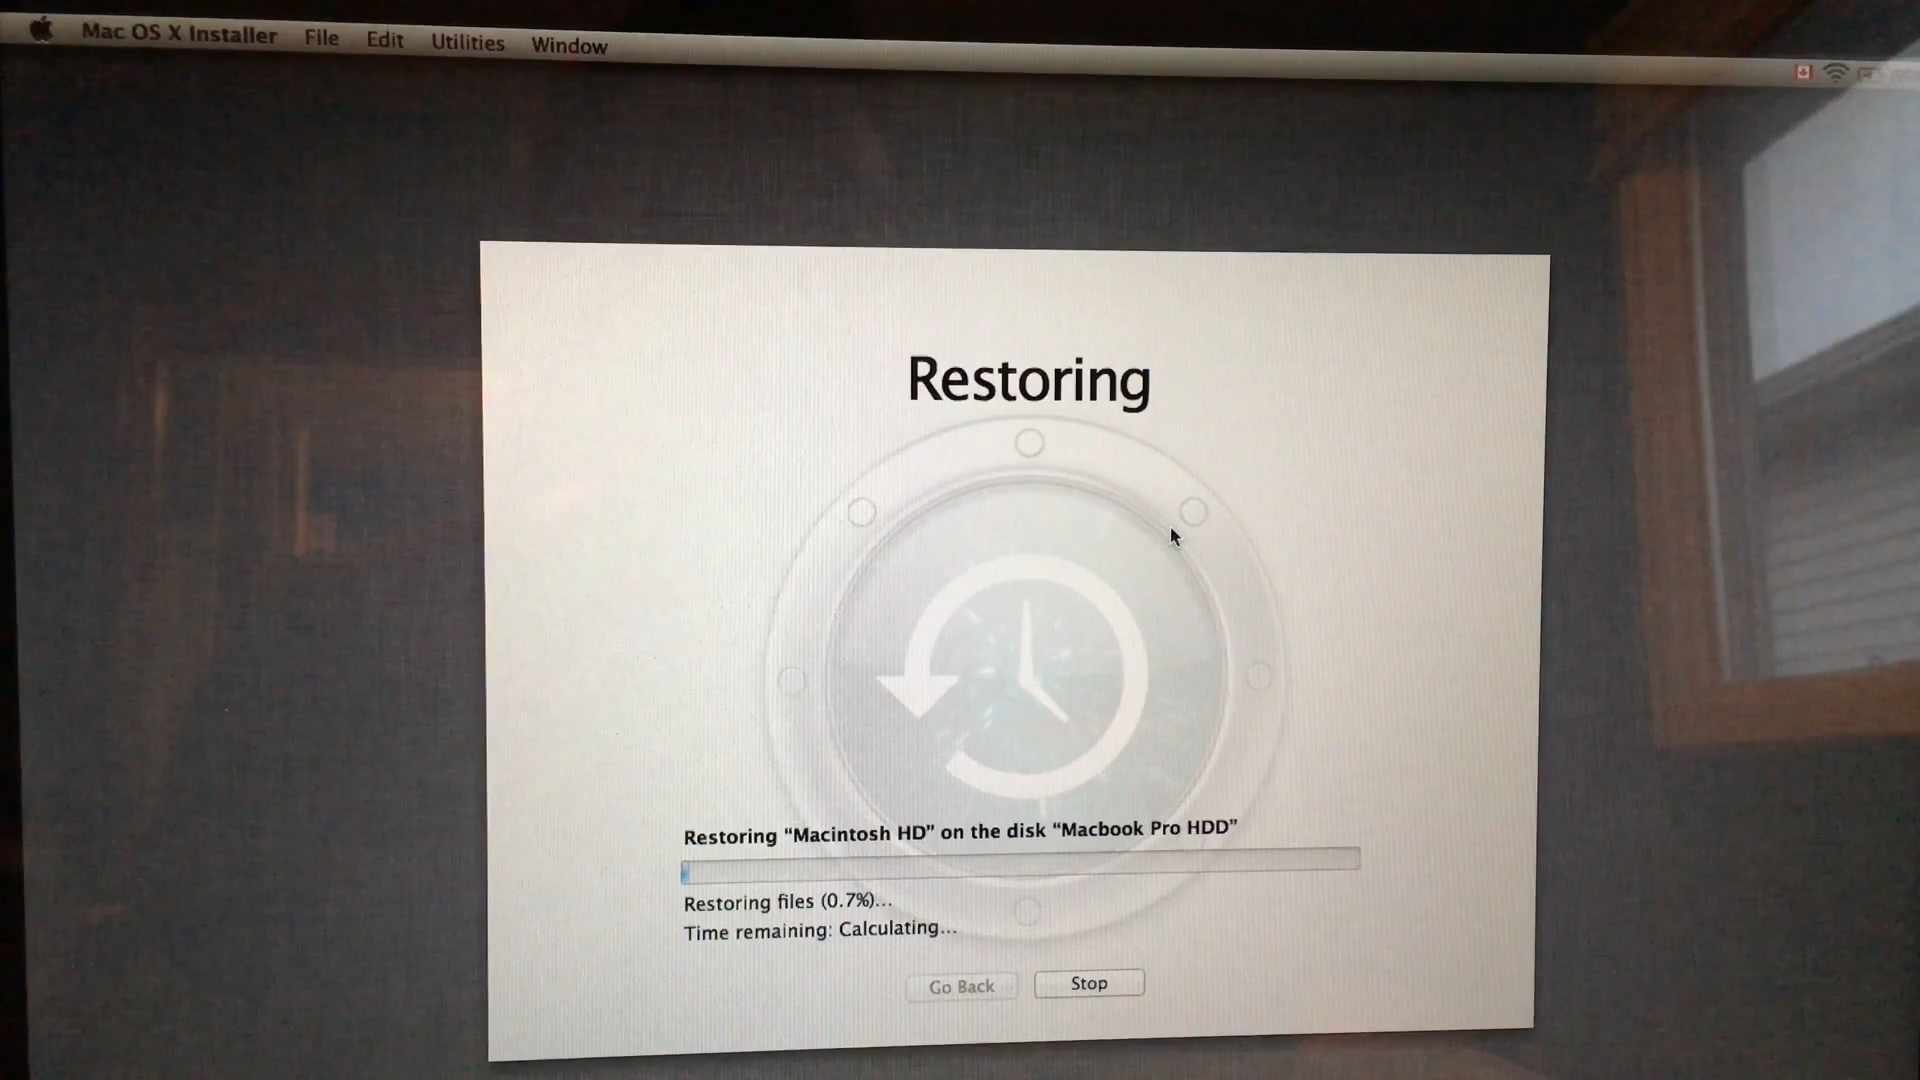 Mac OS X Installer File Edit Utilities Window
Restoring
Restoring “Macintosh HD” on the disk “Macbook Pro HDD”
Restoring files (0.7%)...
Time remaining: Calculating...
Go Back Stop